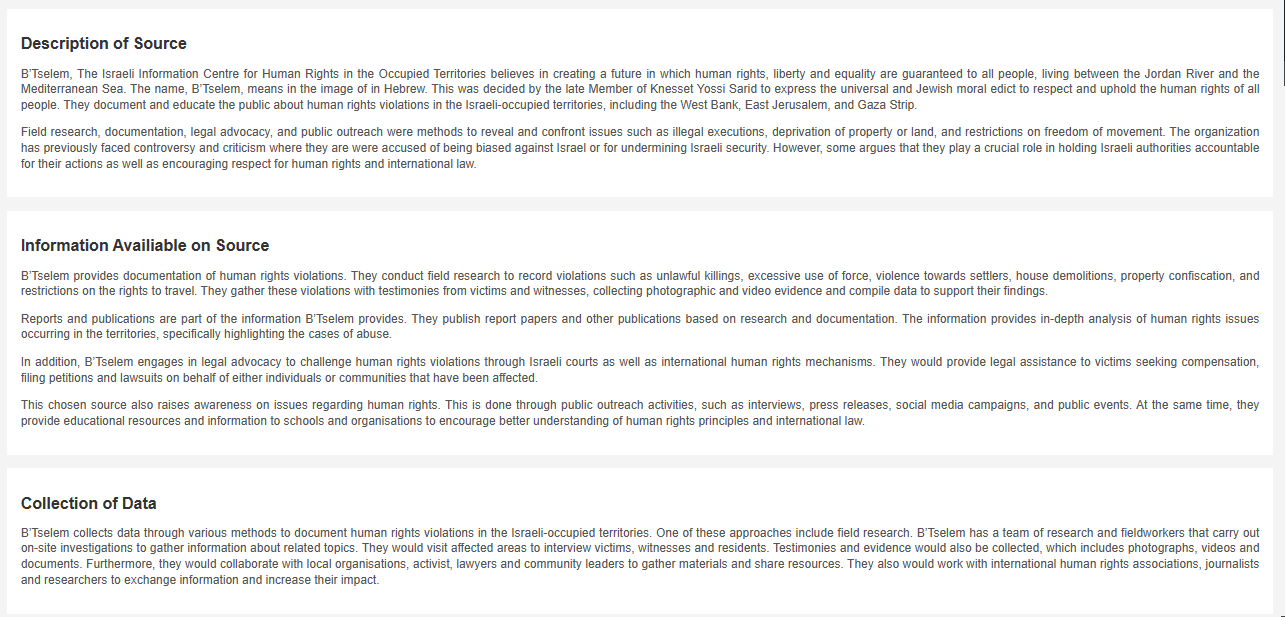 Description of Source
B'Tselem, The Israeli Information Centre for Human Rights in the Occupied Territories believes in creating a future in which human rights, liberty and equality are guaranteed to all people, living between the Jordan River and the
Mediterranean Sea. The name, B'Tselem, means in the image of in Hebrew. This was decided by the late Member of Knesset Yossi Sarid to express the universal and Jewish moral edict to respect and uphold the human rights of all
people. They document and educate the public about human rights violations in the Israeli-occupied territories, including the West Bank, East Jerusalem, and Gaza Strip.
Field research, documentation, legal advocacy, and public outreach were methods to reveal and confront issues such as illegal executions, deprivation of property or land, and restrictions on freedom of movement. The organization
has previously faced controversy and criticism where they are were accused of being biased against Israel or for undermining Israeli security. However, some argues that they play a crucial role in holding Israeli authorities accountable
for their actions as well as encouraging respect for human rights and international law.
Information Availiable on Source
B'Tselem provides documentation of human rights violations. They conduct field research to record violations such as unlawful killings, excessive use of force, violence towards settlers, house demolitions, property confiscation, and
restrictions on the rights to travel. They gather these violations with testimonies from victims and witnesses, collecting photographic and video evidence and compile data to support their findings.
Reports and publications are part of the information B'Tselem provides. They publish report papers and other publications based on research and documentation. The information provides in-depth analysis of human rights issues
occurring in the territories, specifically highlighting the cases of abuse.
In addition, B'Tselem engages in legal advocacy to challenge human rights violations through Israeli courts as well as international human rights mechanisms. They would provide legal assistance to victims seeking compensation,
filing petitions and lawsuits on behalf of either individuals or communities that have been affected.
This chosen source also raises awareness on issues regarding human rights. This is done through public outreach activities, such as interviews, press releases, social media campaigns, and public events. At the same time, they
provide educational resources and information to schools and organisations to encourage better understanding of human rights principles and international law.
Collection of Data
B'Tselem collects data through various methods to document human rights violations in the Israeli-occupied territories. One of these approaches include field research. B'Tselem has a team of research and fieldworkers that carry out
on-site investigations to gather information about related topics. They would visit affected areas to interview victims, witnesses and residents. Testimonies and evidence would also be collected, which includes photographs, videos and
documents. Furthermore, they would collaborate with local organisations, activist, lawyers and community leaders to gather materials and share resources. They also would work with international human rights associations, journalists
and researchers to exchange information and increase their impact.